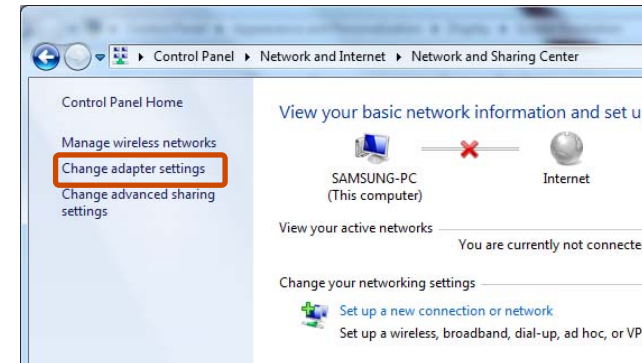 Control Panel Network and Internet Network and Sharing Center
Control Panel Home
Manage wireless networks
Change adapter settings
Change advanced sharing
settings
View your basic network information and set u
SAMSUNG-PC
(This computer)
Internet
View your active networks
You are currently not connecte
Change your networking settings
Set up a new connection or network
Set up a wireless, broadband, dial-up, ad hoc, or VP